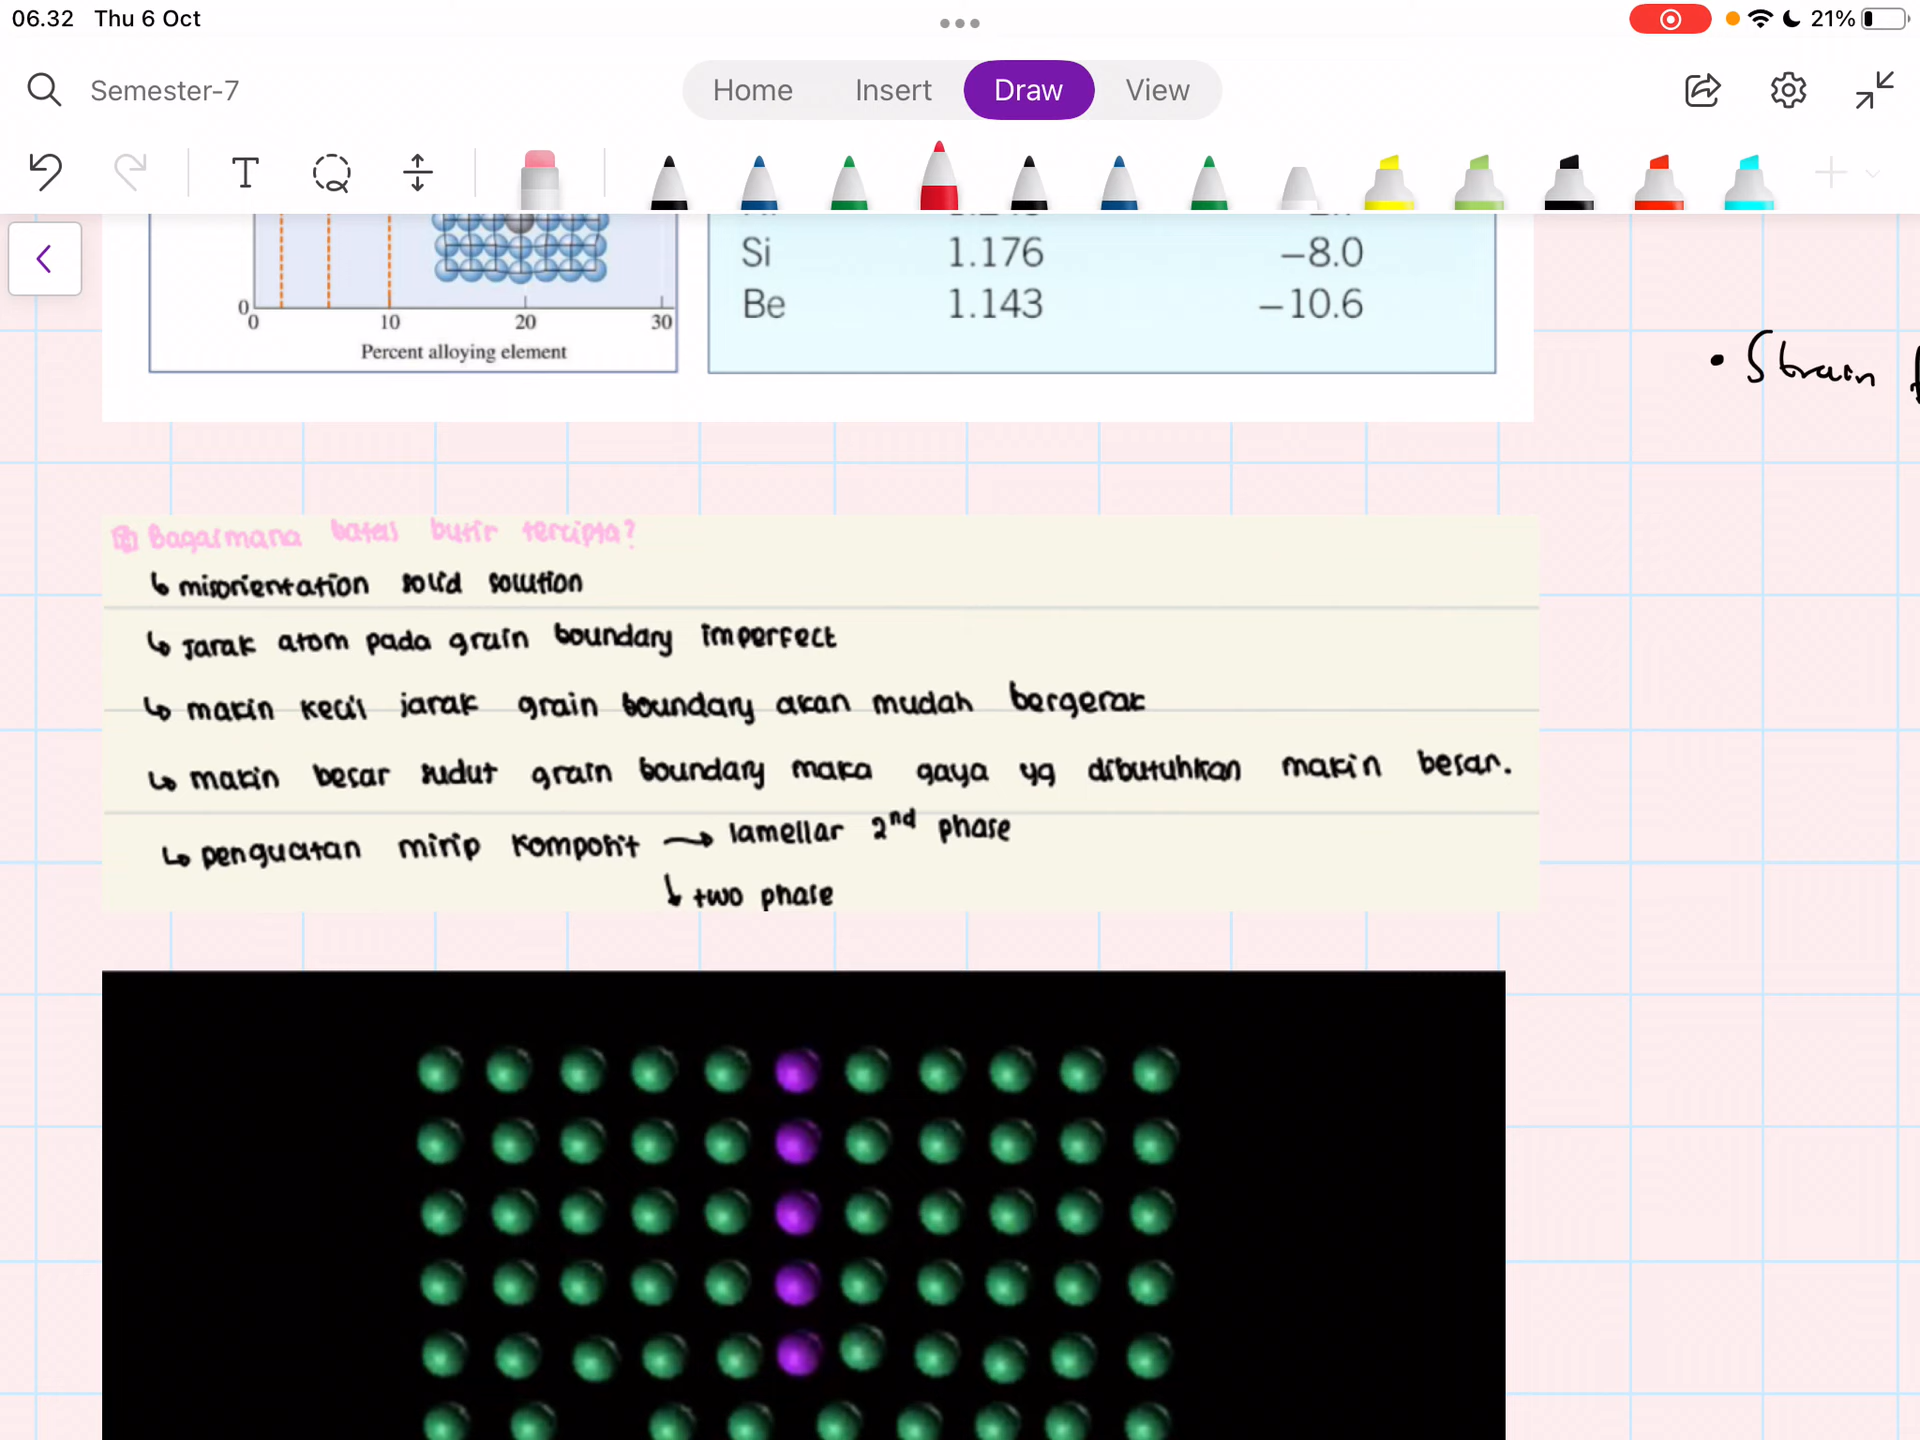 06.32 Thu 6 Oct
21%
Semester-7
Home Insert Draw View
T
Si 1.176 −8.0
Be 1.143 −10.6
0
0 10 20 30
Percent alloying element
• Strain
Bagaimana batas butir tercipta?
↳ misorientation solid solution
↳ Jarak atom pada grain boundary imperfect
↳ makin kecil jarak grain boundary akan mudah bergerak
↳ makin besar sudut grain boundary maka gaya yg dibutuhkan makin besar.
↳ penguatan mirip komposit → lamellar 2nd phase
↳ two phase